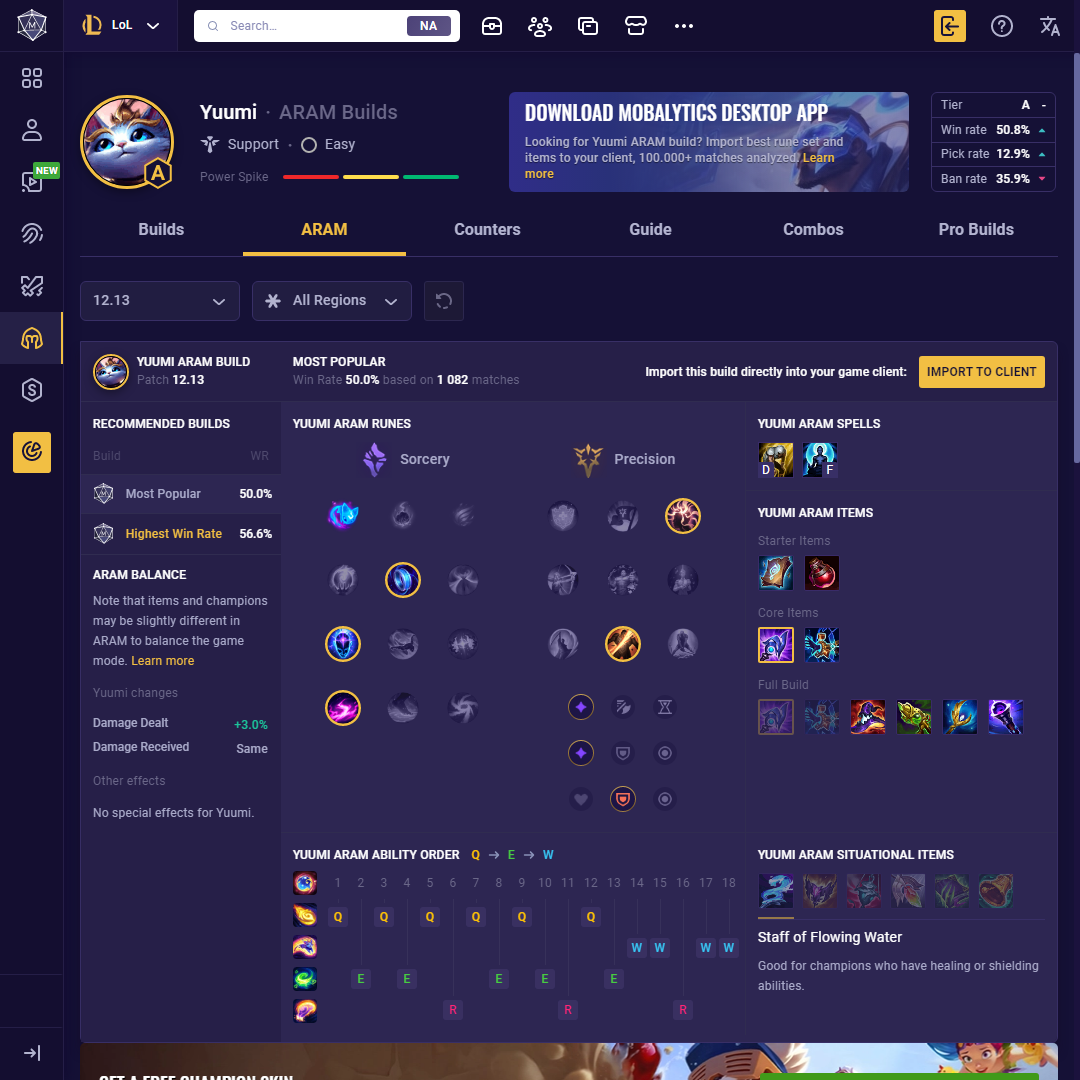 LoL
Search...
NA
NEW
Yuumi · ARAM Builds
Support · Easy
Power Spike
A
DOWNLOAD MOBALYTICS DESKTOP APP
Looking for Yuumi ARAM build? Import best rune set and
items to your client, 100.000+ matches analyzed. Learn
more
Tier A -
Win rate 50.8%
Pick rate 12.9%
Ban rate 35.9%
Builds
ARAM
Counters
Guide
Combos
Pro Builds
12.13
All Regions
YUUMI ARAM BUILD
Patch 12.13
MOST POPULAR
Win Rate 50.0% based on 1 082 matches
Import this build directly into your game client:
IMPORT TO CLIENT
RECOMMENDED BUILDS
Build WR
Most Popular 50.0%
Highest Win Rate 56.6%
ARAM BALANCE
Note that items and champions
may be slightly different in
ARAM to balance the game
mode. Learn more
Yuumi changes
Damage Dealt +3.0%
Damage Received Same
Other effects
No special effects for Yuumi.
YUUMI ARAM RUNES
Sorcery
Precision
YUUMI ARAM SPELLS
D F
YUUMI ARAM ITEMS
Starter Items
Core Items
Full Build
YUUMI ARAM ABILITY ORDER Q → E → W
1 2 3 4 5 6 7 8 9 10 11 12 13 14 15 16 17 18
Q Q Q Q Q Q
W W W W
E E E E E
R R R
YUUMI ARAM SITUATIONAL ITEMS
Staff of Flowing Water
Good for champions who have healing or shielding
abilities.
GET A FREE CHAMPION SKIN